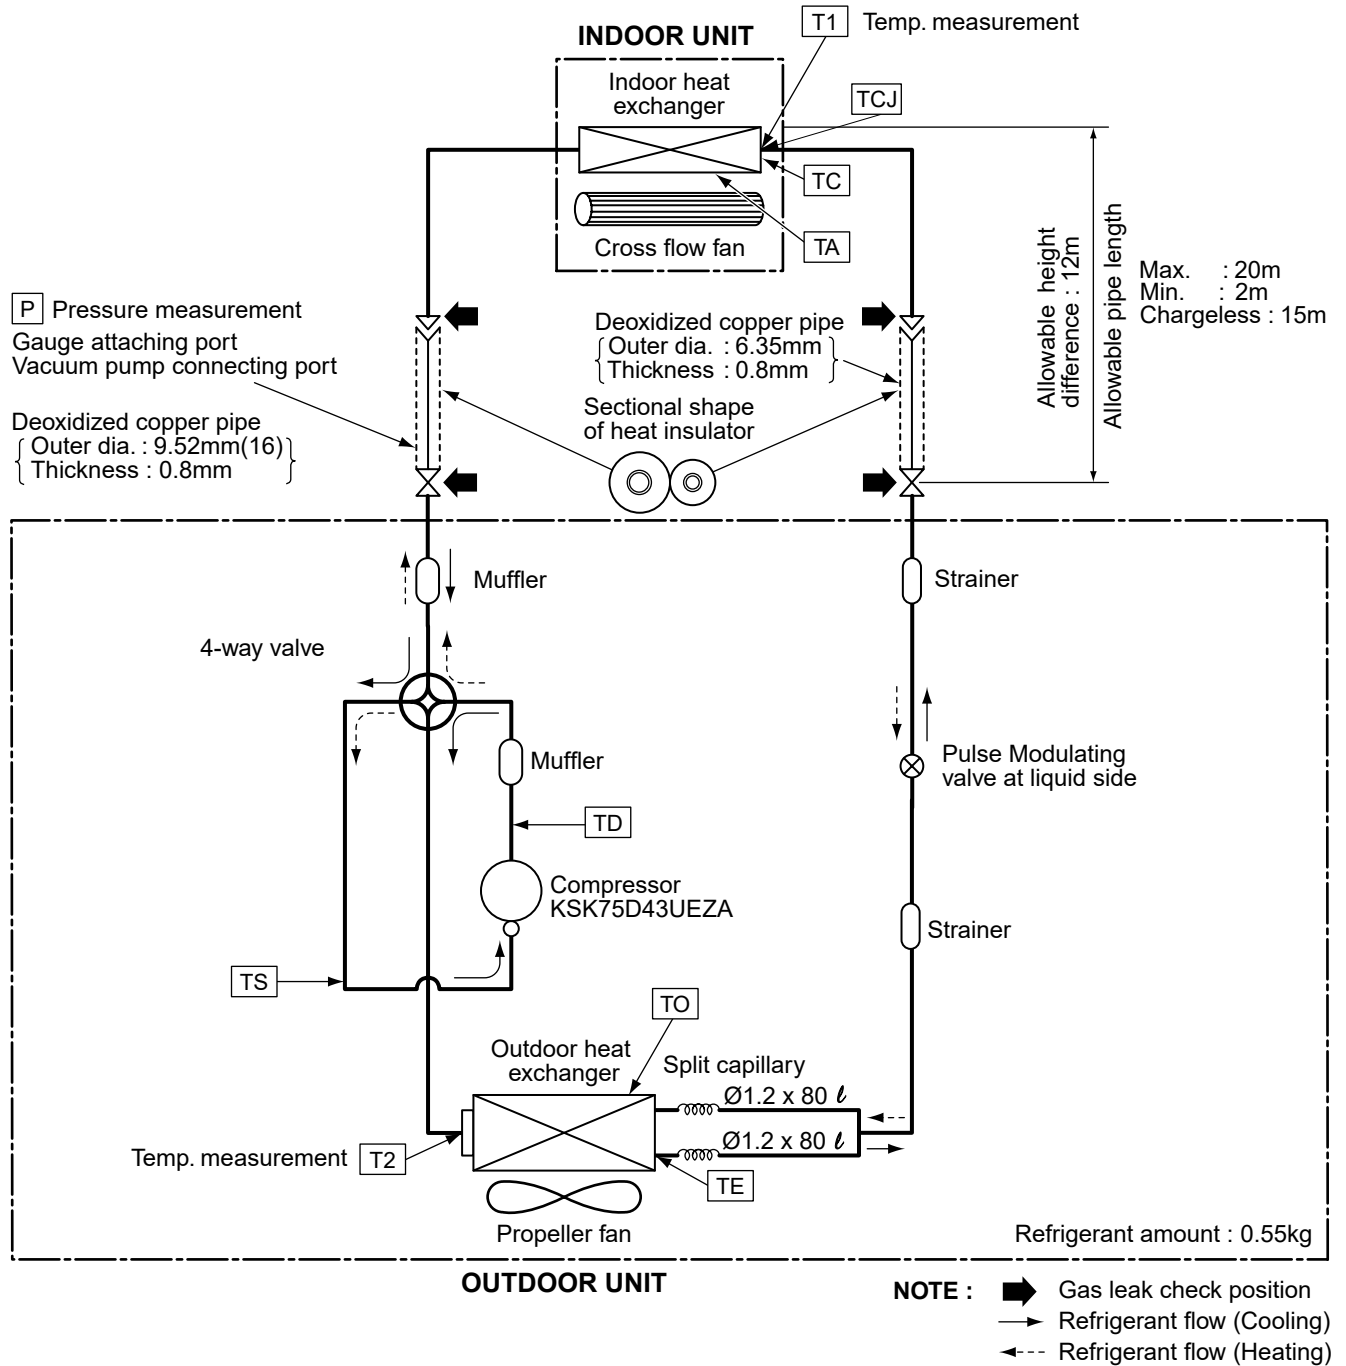 T1 Temp. measurement
INDOOR UNIT
Indoor heat
exchanger
TCJ
TC
TA
Cross flow fan
Allowable height
difference : 12m
Allowable pipe length
Max. : 20m
Min. : 2m
Chargeless : 15m
P Pressure measurement
Gauge attaching port
Vacuum pump connecting port
Deoxidized copper pipe
Outer dia. : 9.52mm(16)
Thickness : 0.8mm
Deoxidized copper pipe
Outer dia. : 6.35mm
Thickness : 0.8mm
Sectional shape
of heat insulator
Muffler
Strainer
4-way valve
Muffler
Pulse Modulating
valve at liquid side
TD
Compressor
KSK75D43UEZA
Strainer
TS
TO
Outdoor heat
exchanger
Split capillary
Ø1.2 x 80 ℓ
Ø1.2 x 80 ℓ
Temp. measurement T2
TE
Propeller fan
Refrigerant amount : 0.55kg
OUTDOOR UNIT
NOTE : Gas leak check position
Refrigerant flow (Cooling)
Refrigerant flow (Heating)